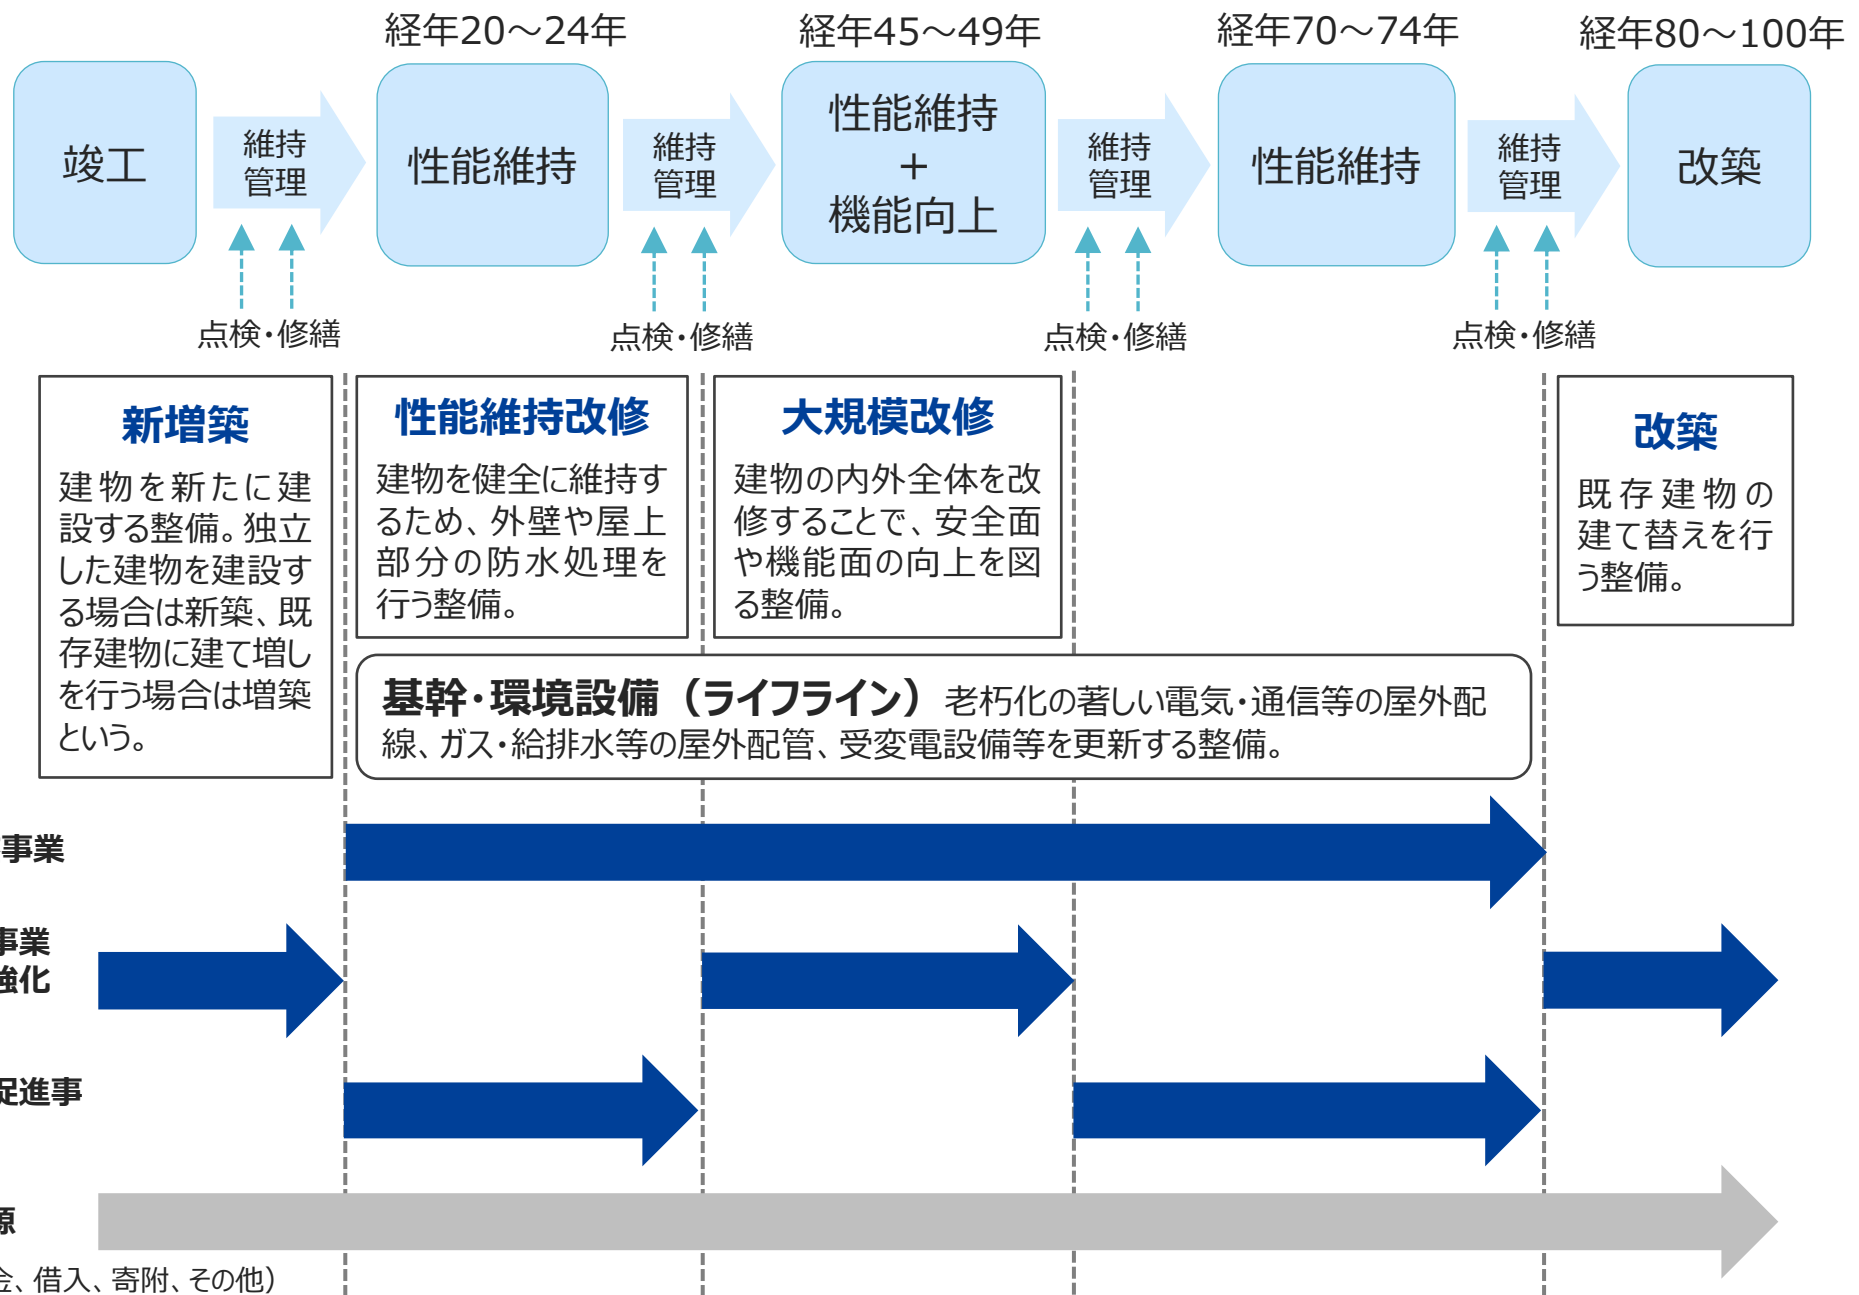 経年20～24年
経年45～49年
経年70～74年
経年80～100年
竣工
維持
管理
性能維持
維持
管理
性能維持
+
機能向上
維持
管理
性能維持
維持
管理
改築
点検・修繕
点検・修繕
点検・修繕
点検・修繕
新増築
建物を新たに建
設する整備。独立
した建物を建設す
る場合は新築、既
存建物に建て増し
を行う場合は増築
という。
性能維持改修
建物を健全に維持す
るため、外壁や屋上
部分の防水処理を
行う整備。
大規模改修
建物の内外全体を改
修することで、安全面
や機能面の向上を図
る整備。
改築
既存建物の
建て替えを行
う整備。
基幹・環境設備（ライフライン）老朽化の著しい電気・通信等の屋外配
線、ガス・給排水等の屋外配管、受変電設備等を更新する整備。
事業
事業
強化
促進事
源
金、借入、寄附、その他）